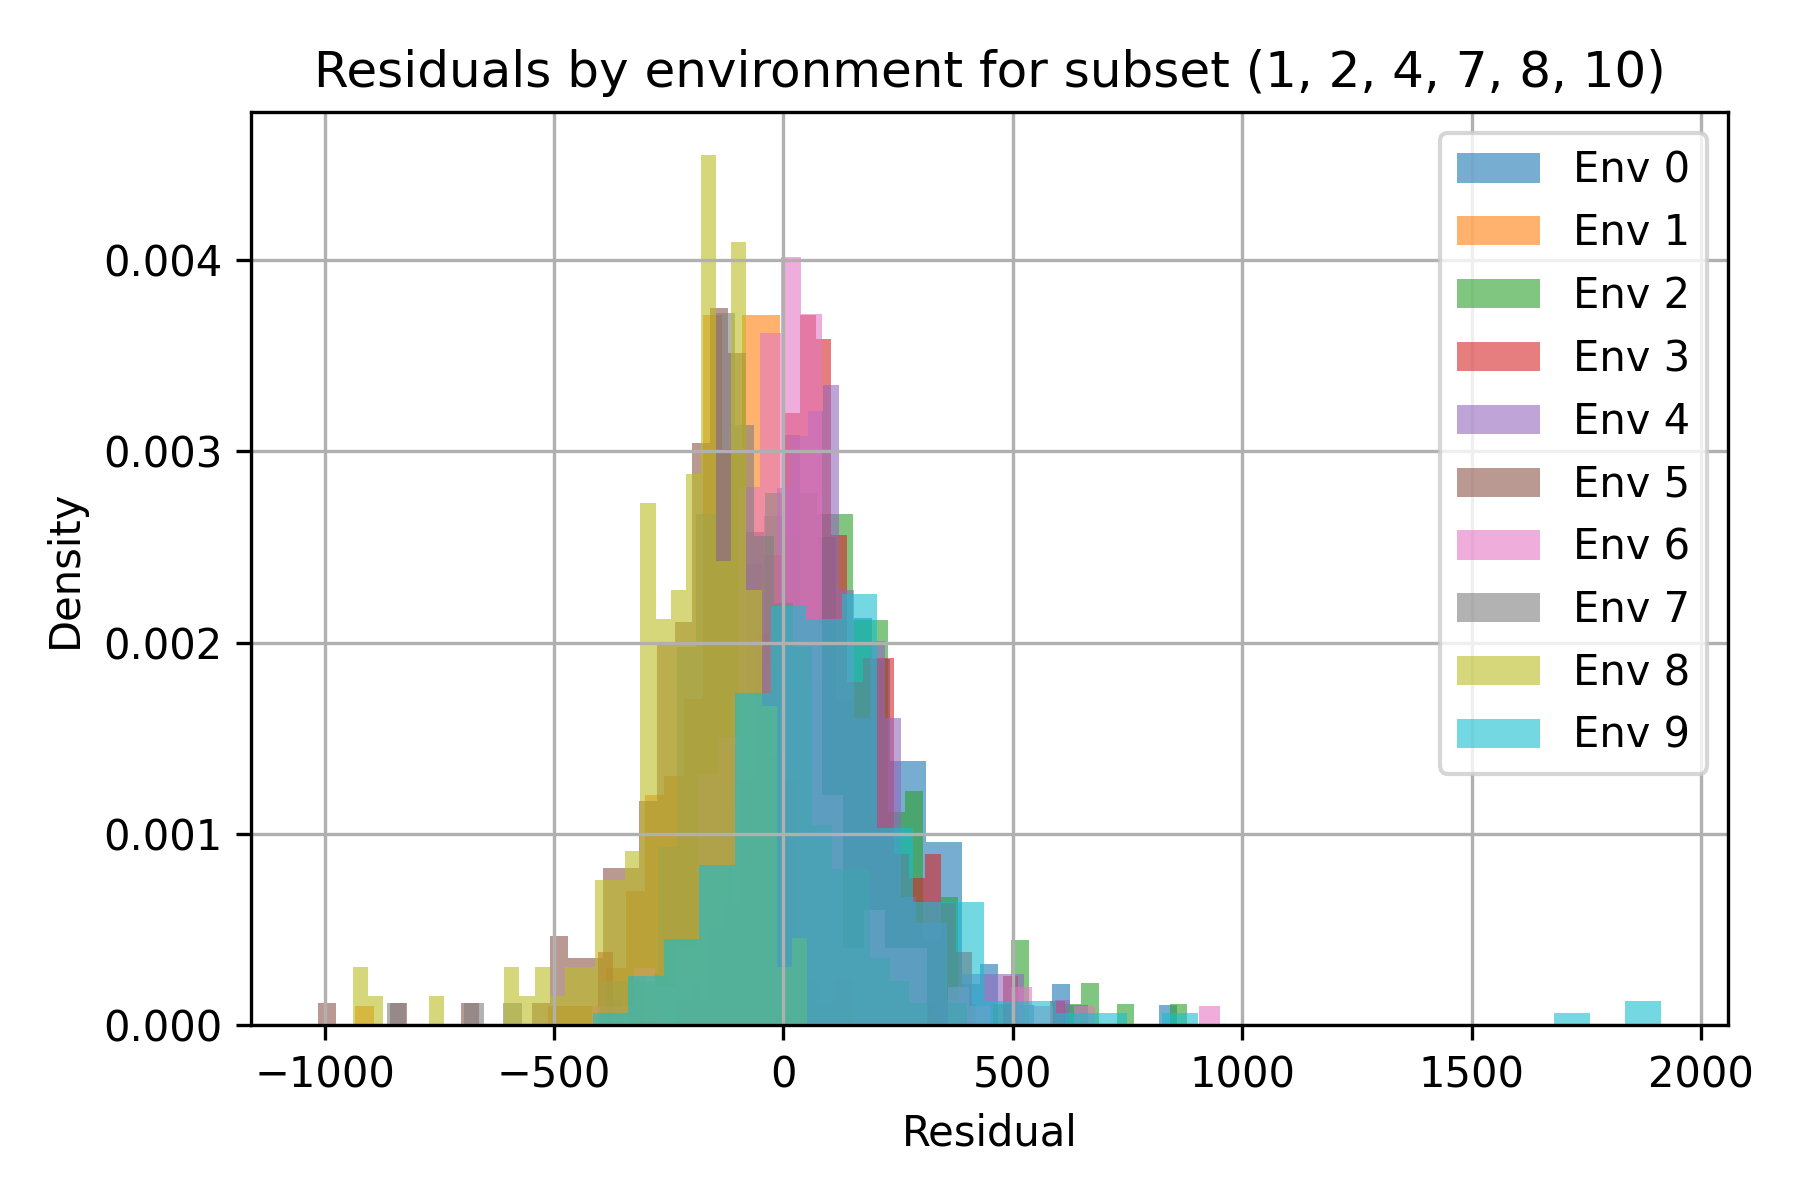 Residuals by environment for subset (1, 2, 4, 7, 8, 10)
Env 0
Env 1
Env 2
Env 3
Env 4
Env 5
Env 6
Env 7
Env 8
Env 9
Density
0.004
0.003
0.002
0.001
0.000
−1000 −500 0 500 1000 1500 2000
Residual